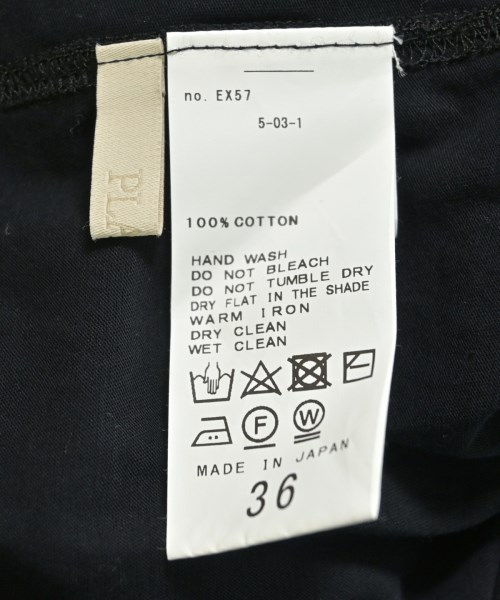 no. EX57
5-03-1
PLA
100% COTTON
HAND WASH
DO NOT BLEACH
DO NOT TUMBLE DRY
DRY FLAT IN THE SHADE
WARM IRON
DRY CLEAN
WET CLEAN
F
W
MADE IN JAPAN
36